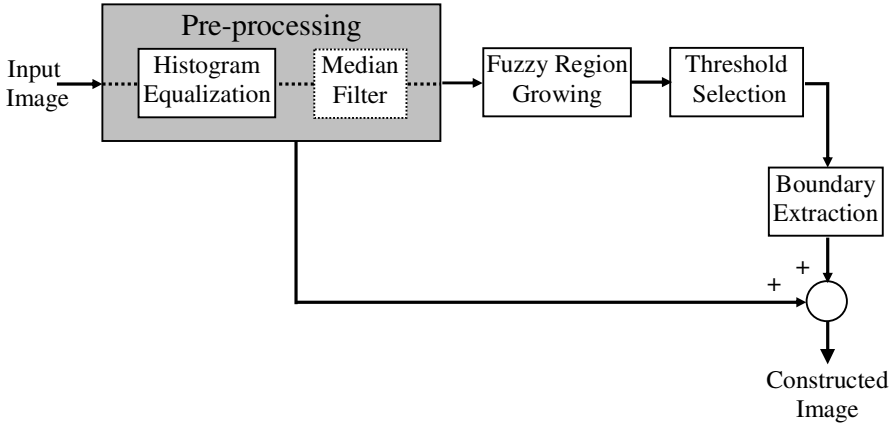 Pre-processing
Input
Image
Histogram
Equalization
Median
Filter
Fuzzy Region
Growing
Threshold
Selection
Boundary
Extraction
+
+
Constructed
Image